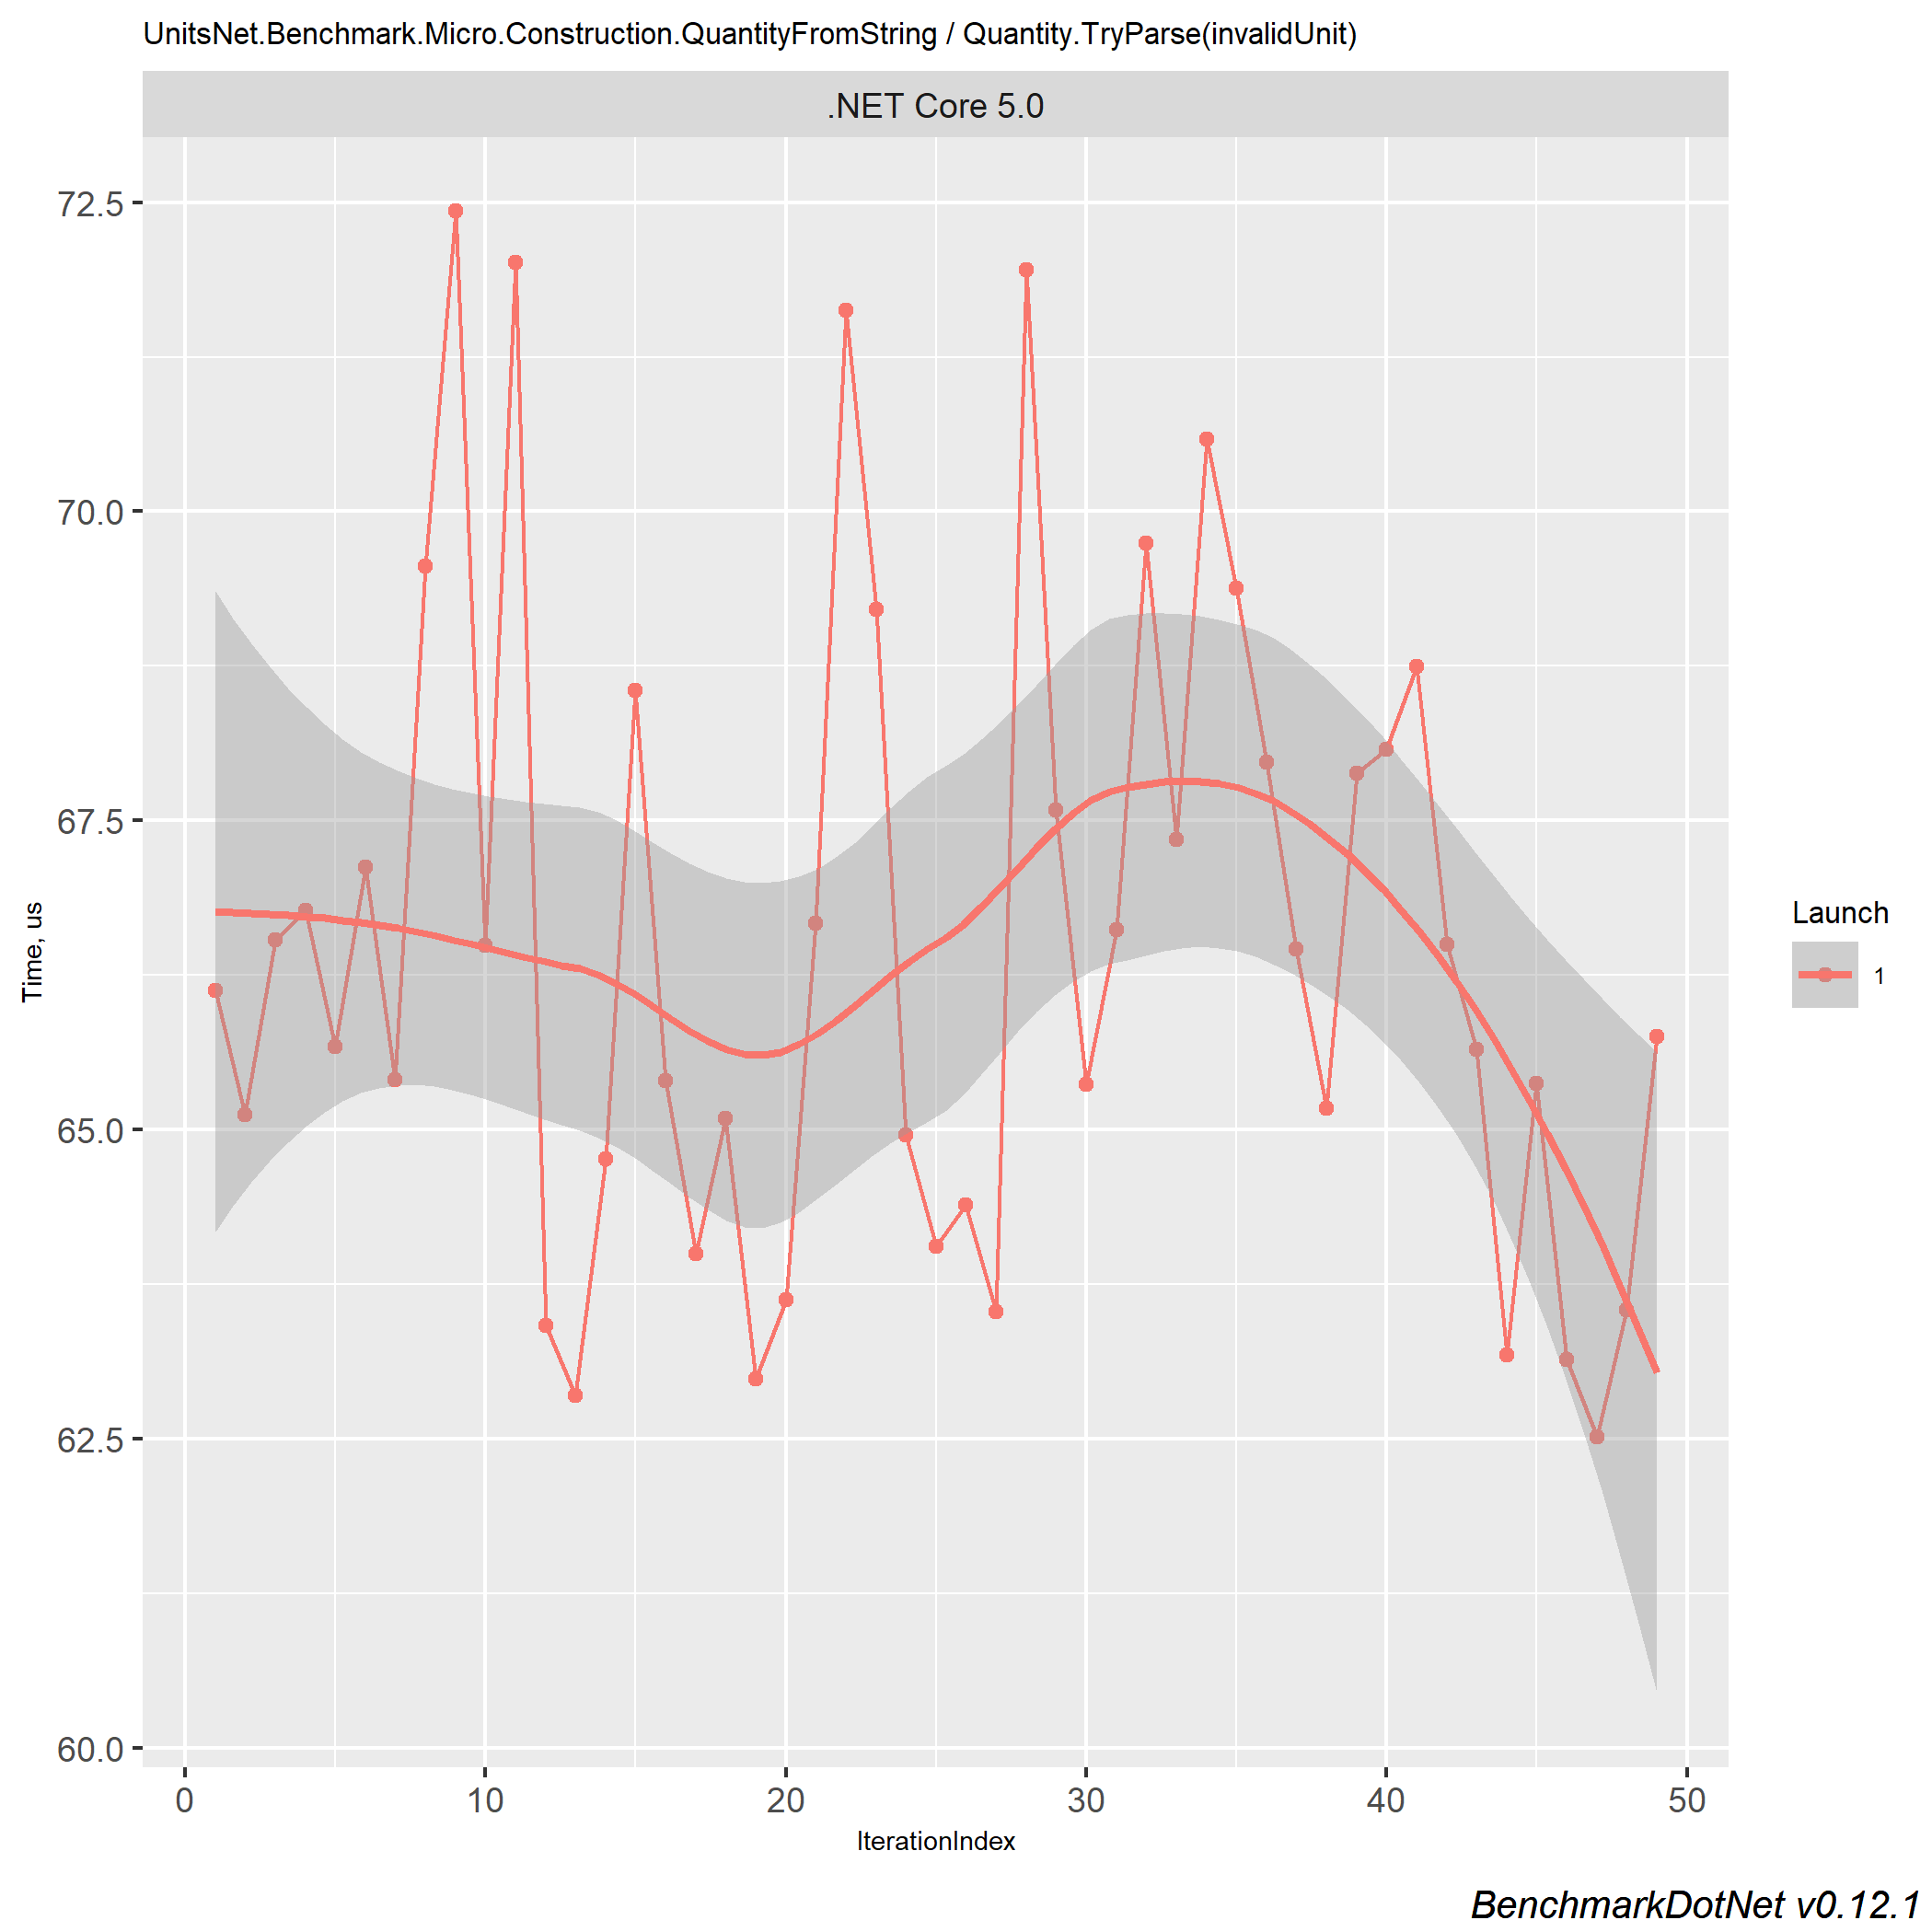 UnitsNet.Benchmark.Micro.Construction.QuantityFromString / Quantity.TryParse(invalidUnit)
.NET Core 5.0
72.5
70.0
67.5
65.0
62.5
60.0
Time, us
0 10 20 30 40 50
IterationIndex
Launch
1
BenchmarkDotNet v0.12.1